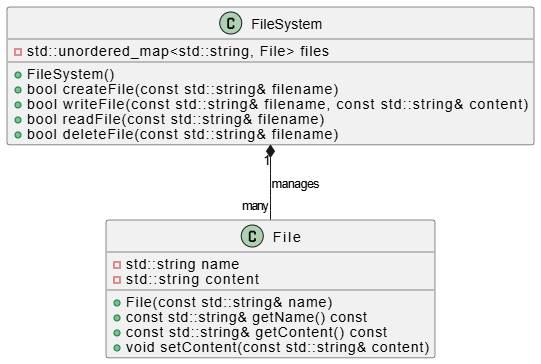 C FileSystem
std::unordered_map<std::string, File> files
FileSystem()
bool createFile(const std::string& filename)
bool writeFile(const std::string& filename, const std::string& content)
bool readFile(const std::string& filename)
bool deleteFile(const std::string& filename)
1
manages
many
C File
std::string name
std::string content
File(const std::string& name)
const std::string& getName() const
const std::string& getContent() const
void setContent(const std::string& content)